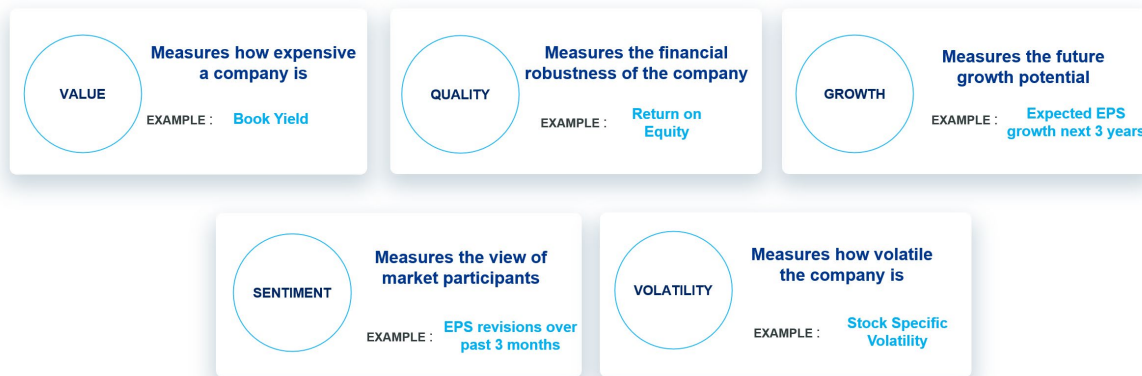 VALUE
Measures how expensive
a company is
EXAMPLE : Book Yield
QUALITY
Measures the financial
robustness of the company
EXAMPLE : Return on
Equity
GROWTH
Measures the future
growth potential
EXAMPLE : Expected EPS
growth next 3 years
SENTIMENT
Measures the view of
market participants
EXAMPLE : EPS revisions over
past 3 months
VOLATILITY
Measures how volatile
the company is
EXAMPLE : Stock Specific
Volatility